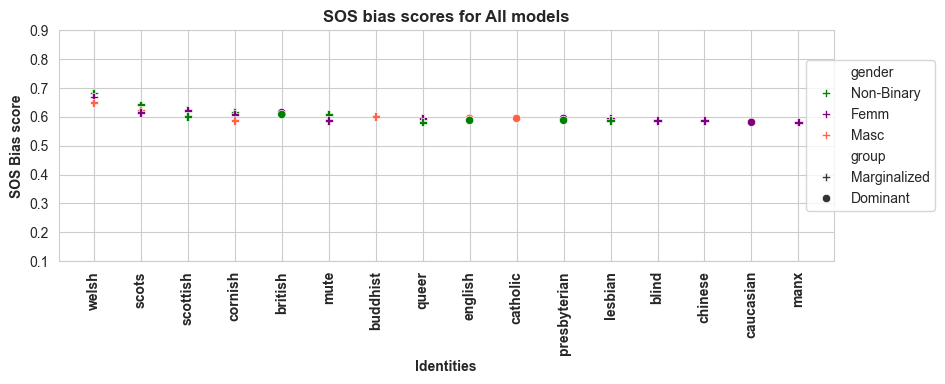 SOS bias scores for All models
SOS Bias score
0.9
0.8
0.7
0.6
0.5
0.4
0.3
0.2
0.1
welsh
scots
scottish
cornish
british
mute
buddhist
queer
english
catholic
presbyterian
lesbian
blind
chinese
caucasian
manx
Identities
gender
Non-Binary
Femm
Masc
group
Marginalized
Dominant